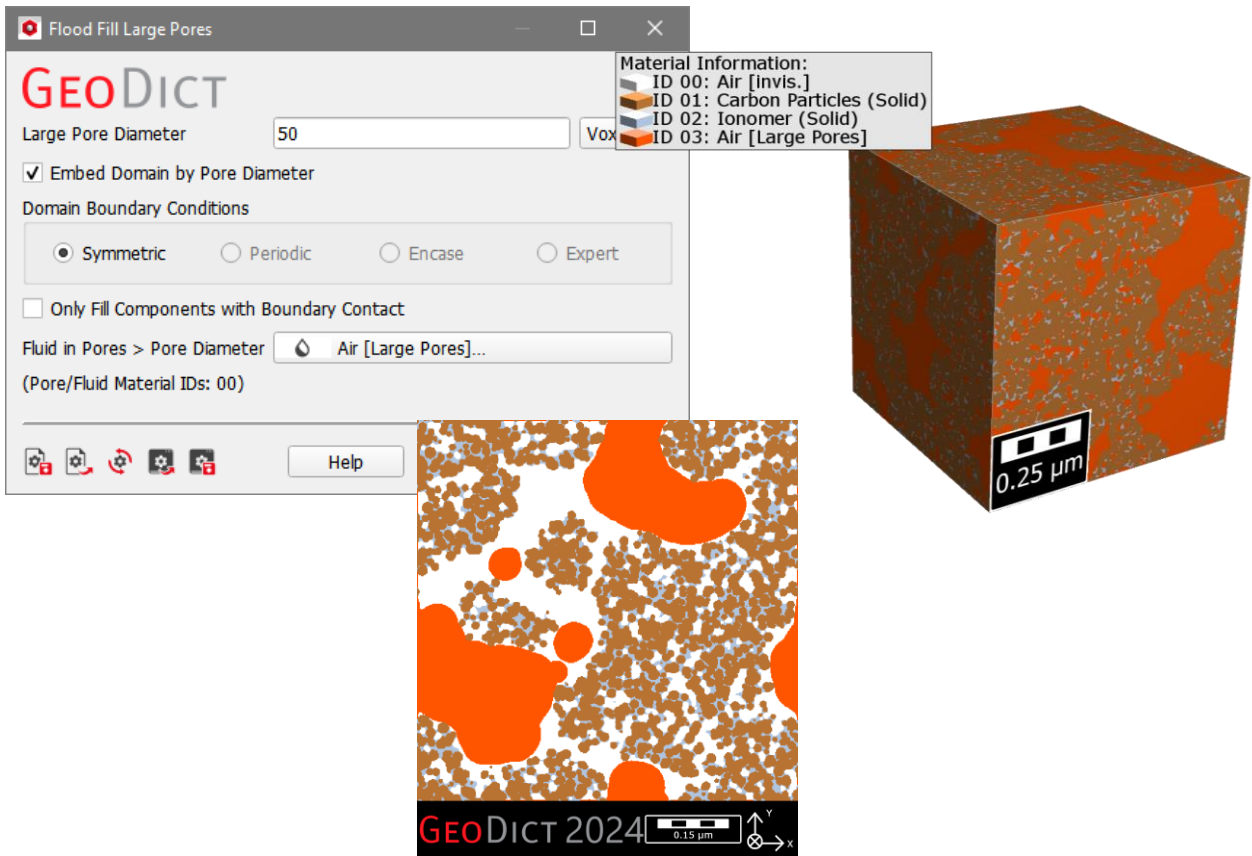 Flood Fill Large Pores
GEODICT
Large Pore Diameter
50
Vox
Embed Domain by Pore Diameter
Domain Boundary Conditions
Symmetric
Periodic
Encase
Expert
Only Fill Components with Boundary Contact
Fluid in Pores > Pore Diameter
Air [Large Pores]...
(Pore/Fluid Material IDs: 00)
Help
Material Information:
ID 00: Air [invis.]
ID 01: Carbon Particles (Solid)
ID 02: Ionomer (Solid)
ID 03: Air [Large Pores]
0.25 µm
GEODICT 2024
0.15 µm
Y
X